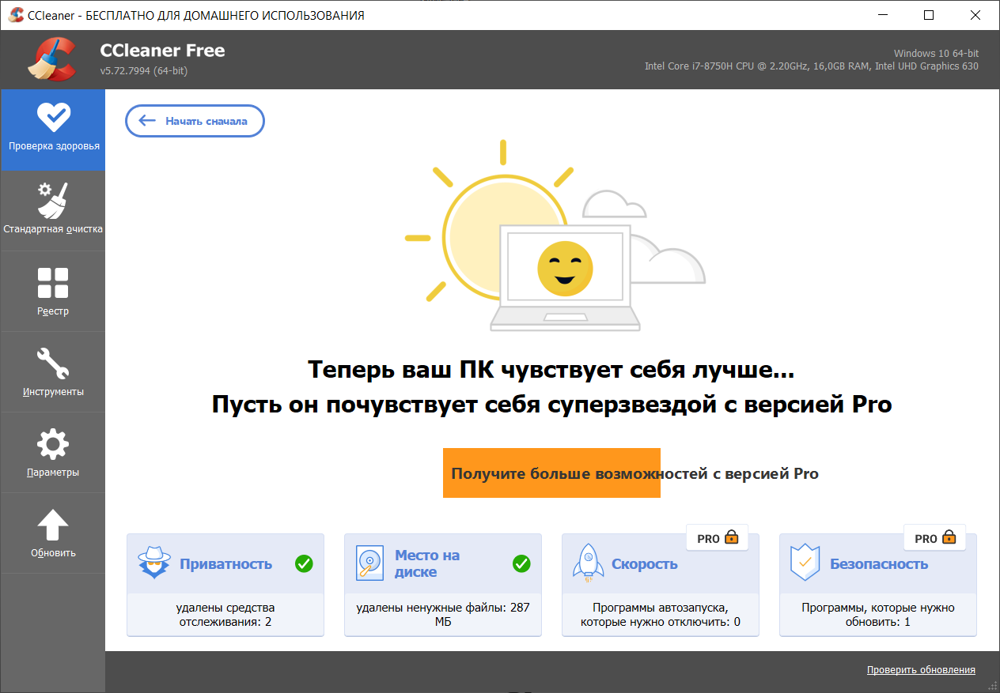 CCleaner - БЕСПЛАТНО ДЛЯ ДОМАШНЕГО ИСПОЛЬЗОВАНИЯ
CCleaner Free
v5.72.7994 (64-bit)
Windows 10 64-bit
Intel Core i7-8750H CPU @ 2.20GHz, 16,0GB RAM, Intel UHD Graphics 630
Проверка здоровья
Стандартная очистка
Реестр
Инструменты
Параметры
Обновить
Начать сначала
Теперь ваш ПК чувствует себя лучше...
Пусть он почувствует себя суперзвездой с версией Pro
Получите больше возможностей с версией Pro
Приватность
удалены средства
отслеживания: 2
Место на
диске
удалены ненужные файлы: 287
МБ
PRO
Скорость
Программы автозапуска,
которые нужно отключить: 0
PRO
Безопасность
Программы, которые нужно
обновить: 1
Проверить обновления